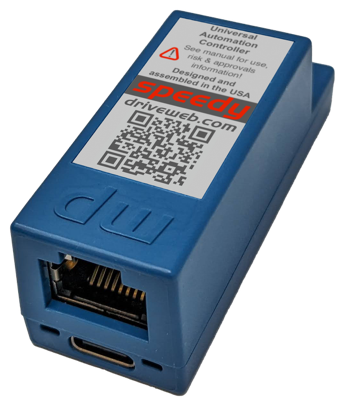 Universal
Automation
Controller
See manual for use,
risk & approvals
information!
Designed and
assembled in the USA
speedy
driveweb.com
dw